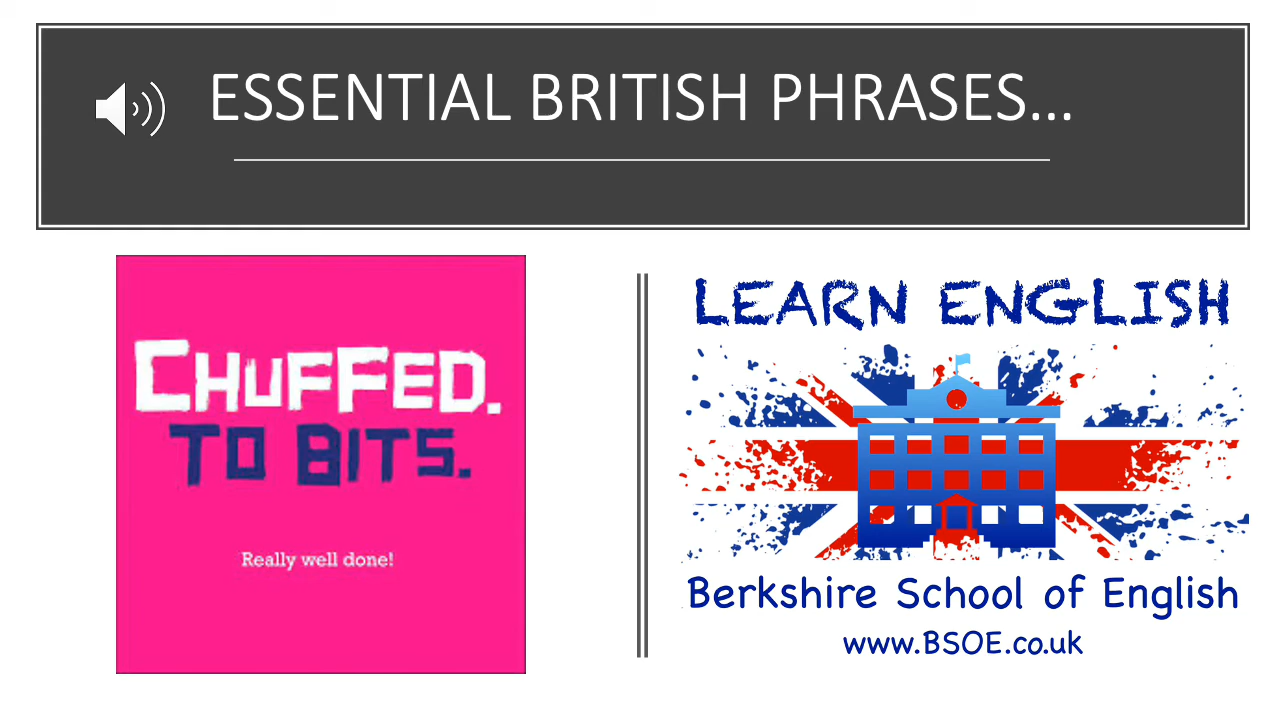 ESSENTIAL BRITISH PHRASES...
CHUFFED.
TO BITS.
Really well done!
LEARN ENGLISH
Berkshire School of English
www.BSOE.co.uk